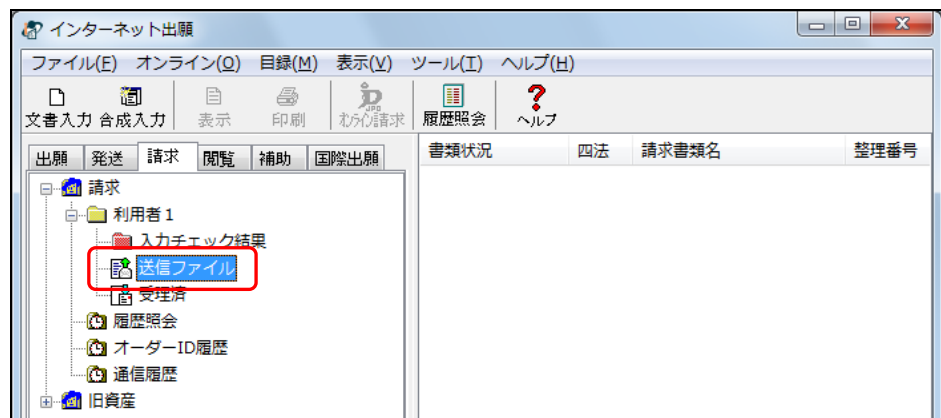 インターネット出願
ファイル(F) オンライン(O) 目録(M) 表示(V) ツール(T) ヘルプ(H)
文書入力 合成入力 表示 印刷 オンライン請求 履歴照会 ヘルプ
出願 発送 請求 閲覧 補助 国際出願
書類状況 四法 請求書類名 整理番号
請求
利用者1
入力チェック結果
送信ファイル
受理済
履歴照会
オーダーID履歴
通信履歴
旧資産